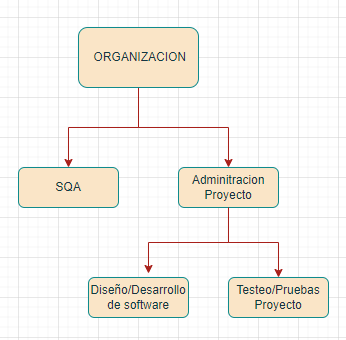 ORGANIZACION
SQA
Adminitracion
Proyecto
Diseño/Desarrollo
de software
Testeo/Pruebas
Proyecto